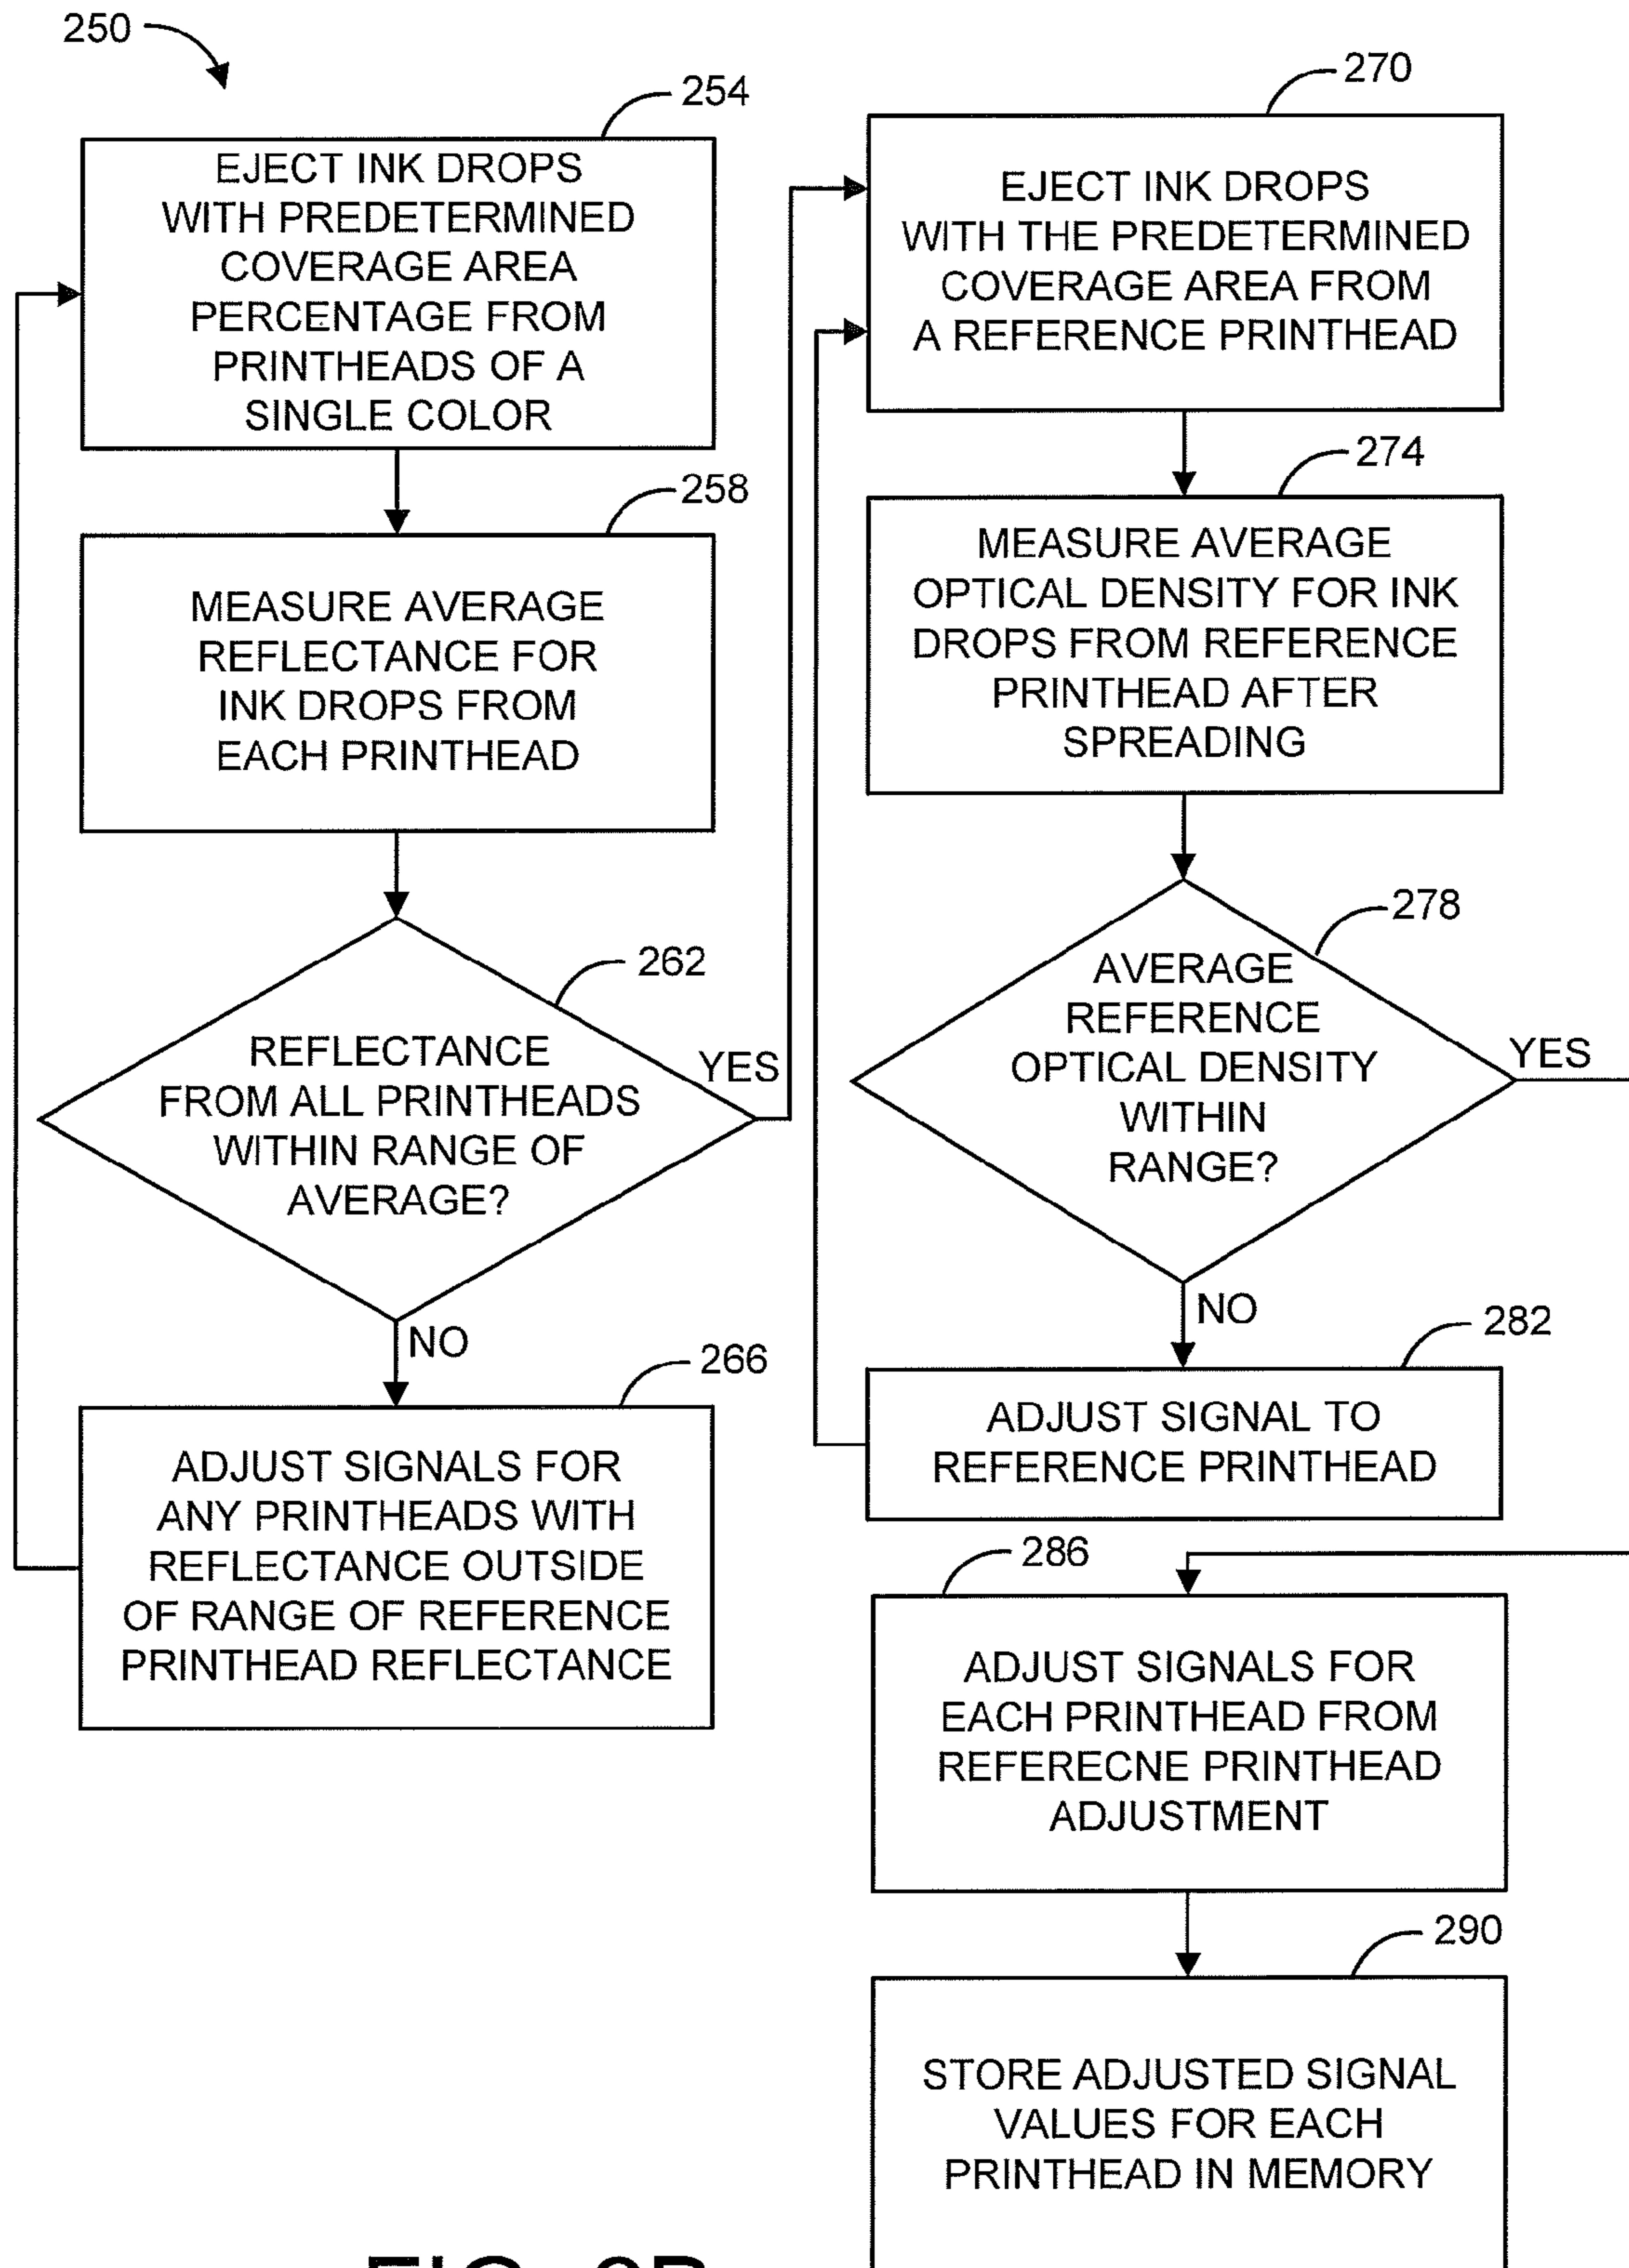 250
254
EJECT INK DROPS
WITH PREDETERMINED
COVERAGE AREA
PERCENTAGE FROM
PRINTHEADS OF A
SINGLE COLOR
258
MEASURE AVERAGE
REFLECTANCE FOR
INK DROPS FROM
EACH PRINTHEAD
262
REFLECTANCE
FROM ALL PRINTHEADS
WITHIN RANGE OF
AVERAGE?
YES
NO
266
ADJUST SIGNALS FOR
ANY PRINTHEADS WITH
REFLECTANCE OUTSIDE
OF RANGE OF REFERENCE
PRINTHEAD REFLECTANCE
270
EJECT INK DROPS
WITH THE PREDETERMINED
COVERAGE AREA FROM
A REFERENCE PRINTHEAD
274
MEASURE AVERAGE
OPTICAL DENSITY FOR INK
DROPS FROM REFERENCE
PRINTHEAD AFTER
SPREADING
278
AVERAGE
REFERENCE
OPTICAL DENSITY
WITHIN
RANGE?
YES
NO
282
ADJUST SIGNAL TO
REFERENCE PRINTHEAD
286
ADJUST SIGNALS FOR
EACH PRINTHEAD FROM
REFERECNE PRINTHEAD
ADJUSTMENT
290
STORE ADJUSTED SIGNAL
VALUES FOR EACH
PRINTHEAD IN MEMORY